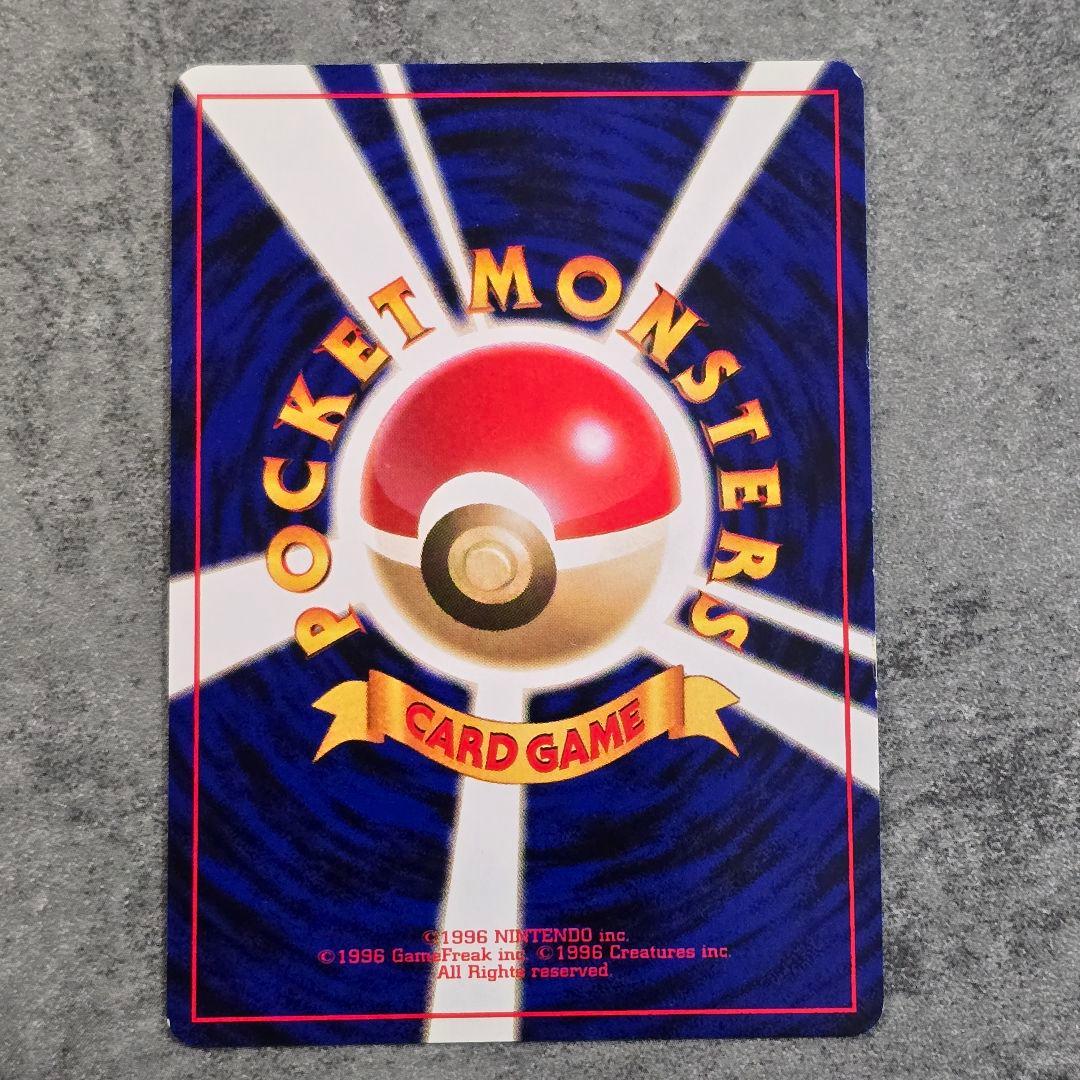 POCKET MONSTERS
CARD GAME
©1996 NINTENDO inc.
©1996 GameFreak inc. ©1996 Creatures inc.
All Rights reserved.